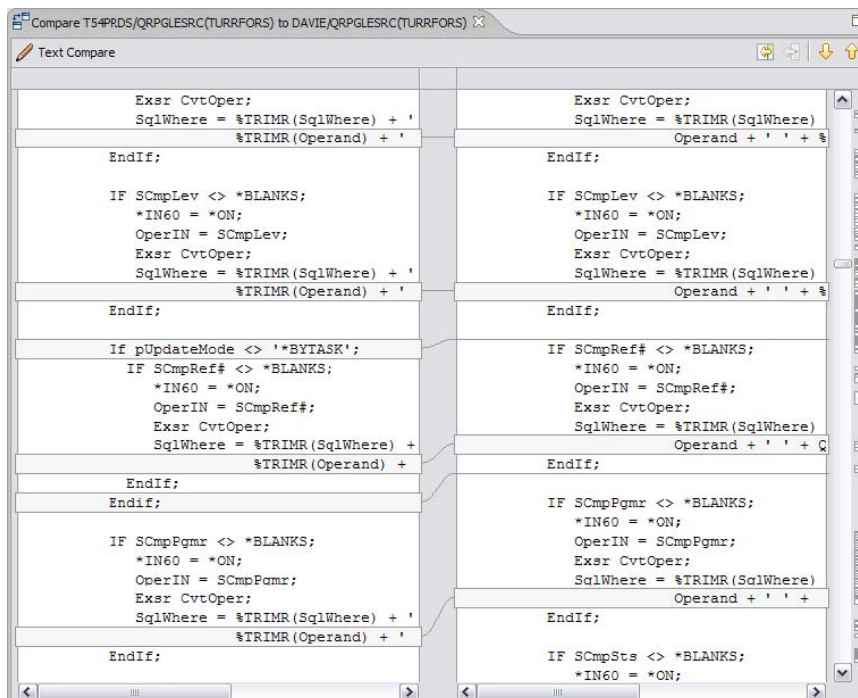 Compare T54PRDS/QRPGLESRC(TURRFORS) to DAVIE/QRPGLESRC(TURRFORS)
Text Compare
Exsr CvtOper;
SqlWhere = %TRIMR(SqlWhere) + '
%TRIMR(Operand) + '
EndIf;
IF SCmpLev <> *BLANKS;
*IN60 = *ON;
OperIN = SCmpLev;
Exsr CvtOper;
SqlWhere = %TRIMR(SqlWhere) + '
%TRIMR(Operand) + '
EndIf;
If pUpdateMode <> '*BYTASK';
IF SCmpRef# <> *BLANKS;
*IN60 = *ON;
OperIN = SCmpRef#;
Exsr CvtOper;
SqlWhere = %TRIMR(SqlWhere) +
%TRIMR(Operand) +
EndIf;
Endif;
IF SCmpPgmr <> *BLANKS;
*IN60 = *ON;
OperIN = SCmpPgmr;
Exsr CvtOper;
SqlWhere = %TRIMR(SqlWhere) + '
%TRIMR(Operand) + '
EndIf;
Exsr CvtOper;
SqlWhere = %TRIMR(SqlWhere)
Operand + ' ' + %
EndIf;
IF SCmpLev <> *BLANKS;
*IN60 = *ON;
OperIN = SCmpLev;
Exsr CvtOper;
SqlWhere = %TRIMR(SqlWhere)
Operand + ' ' + %
EndIf;
IF SCmpRef# <> *BLANKS;
*IN60 = *ON;
OperIN = SCmpRef#;
Exsr CvtOper;
SqlWhere = %TRIMR(SqlWhere)
Operand + ' ' + Q
EndIf;
IF SCmpPgmr <> *BLANKS;
*IN60 = *ON;
OperIN = SCmpPgmr;
Exsr CvtOper;
SqlWhere = %TRIMR(SqlWhere)
Operand + ' ' +
EndIf;
IF SCmpSts <> *BLANKS;
*IN60 = *ON;